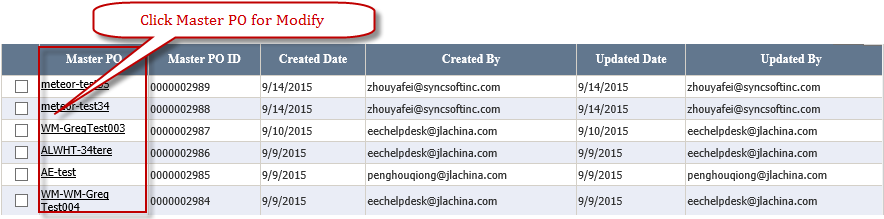 Click Master PO for Modify
Master PO Master PO ID Created Date Created By Updated Date Updated By
meteor-test35 0000002989 9/14/2015 zhouyafei@syncsoftinc.com 9/14/2015 zhouyafei@syncsoftinc.com
meteor-test34 0000002988 9/14/2015 zhouyafei@syncsoftinc.com 9/14/2015 zhouyafei@syncsoftinc.com
WM-GregTest003 0000002987 9/10/2015 eechelpdesk@jlachina.com 9/10/2015 eechelpdesk@jlachina.com
ALWHT-34tere 0000002986 9/9/2015 eechelpdesk@jlachina.com 9/9/2015 eechelpdesk@jlachina.com
AE-test 0000002985 9/9/2015 penghouqiong@jlachina.com 9/9/2015 penghouqiong@jlachina.com
WM-WM-Greg
Test004 0000002984 9/9/2015 eechelpdesk@jlachina.com 9/9/2015 eechelpdesk@jlachina.com